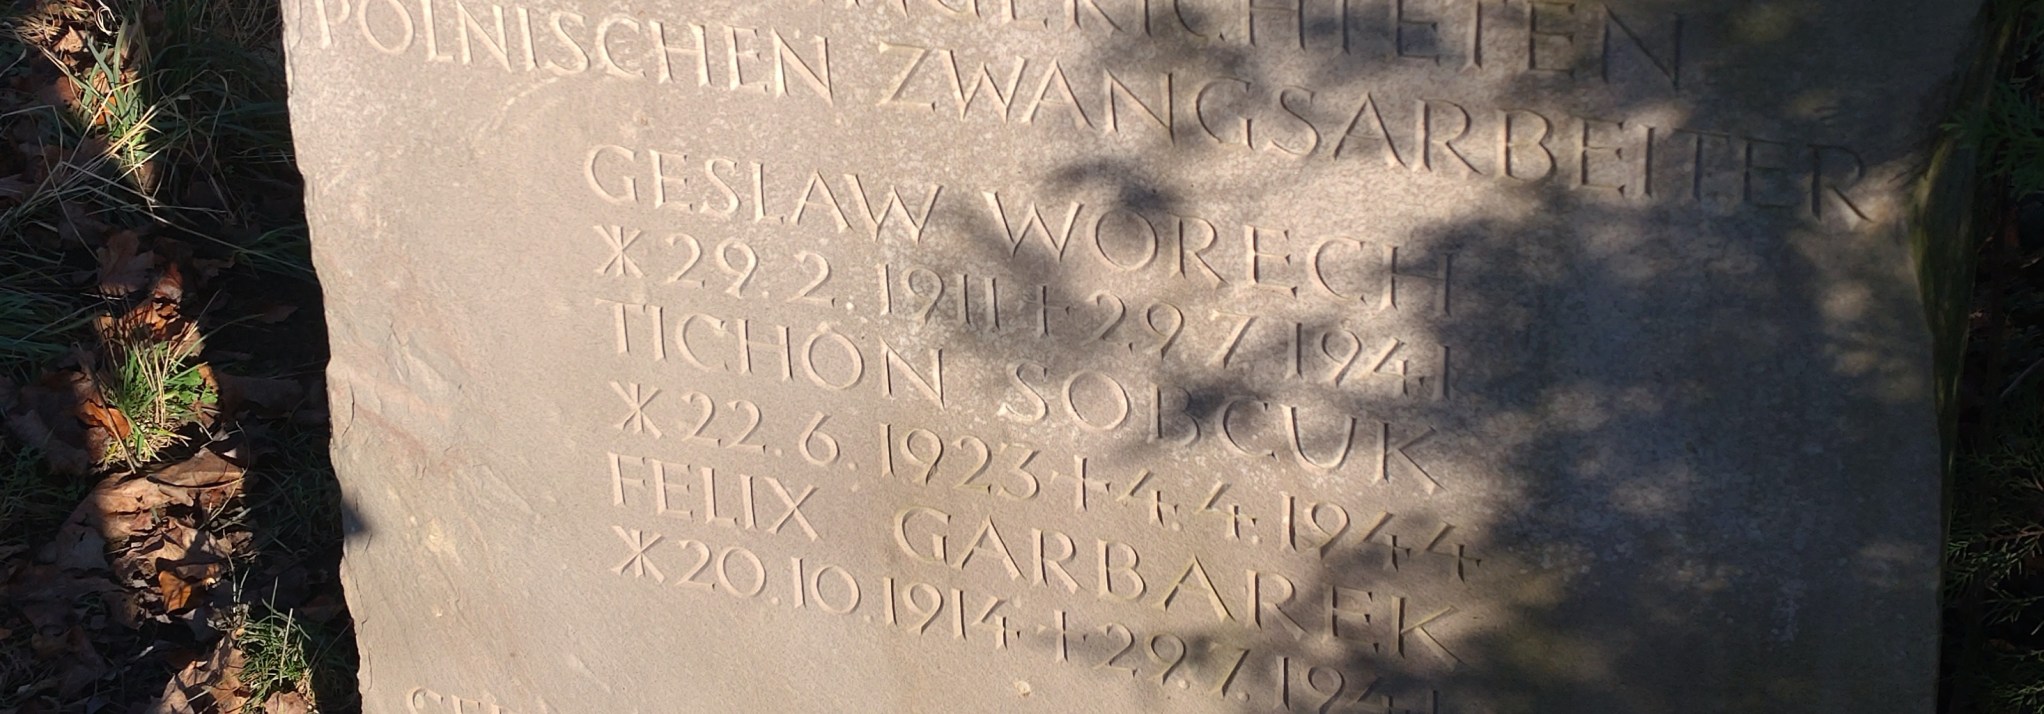 POLNISCHEN ZWANGSARBEITER
GESLAW WORECH
* 29. 2. 1911 + 29. 7. 1941
TICHON SOBCUK
* 22. 6. 1923 + 4. 4. 1944
FELIX GARBAREK
* 20. 10. 1914 + 29. 7. 1941